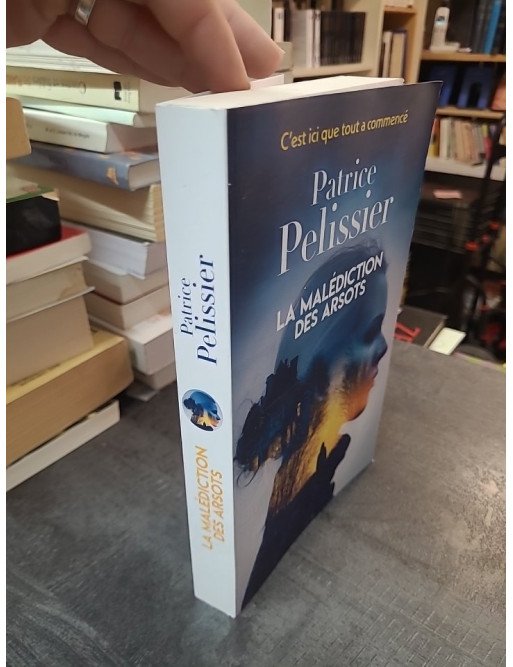 C'est ici que tout a commencé
Patrice
Pelissier
LA MALÉDICTION
DES ARSOTS
Patrice
Pelissier
LA MALÉDICTION
DES ARSOTS